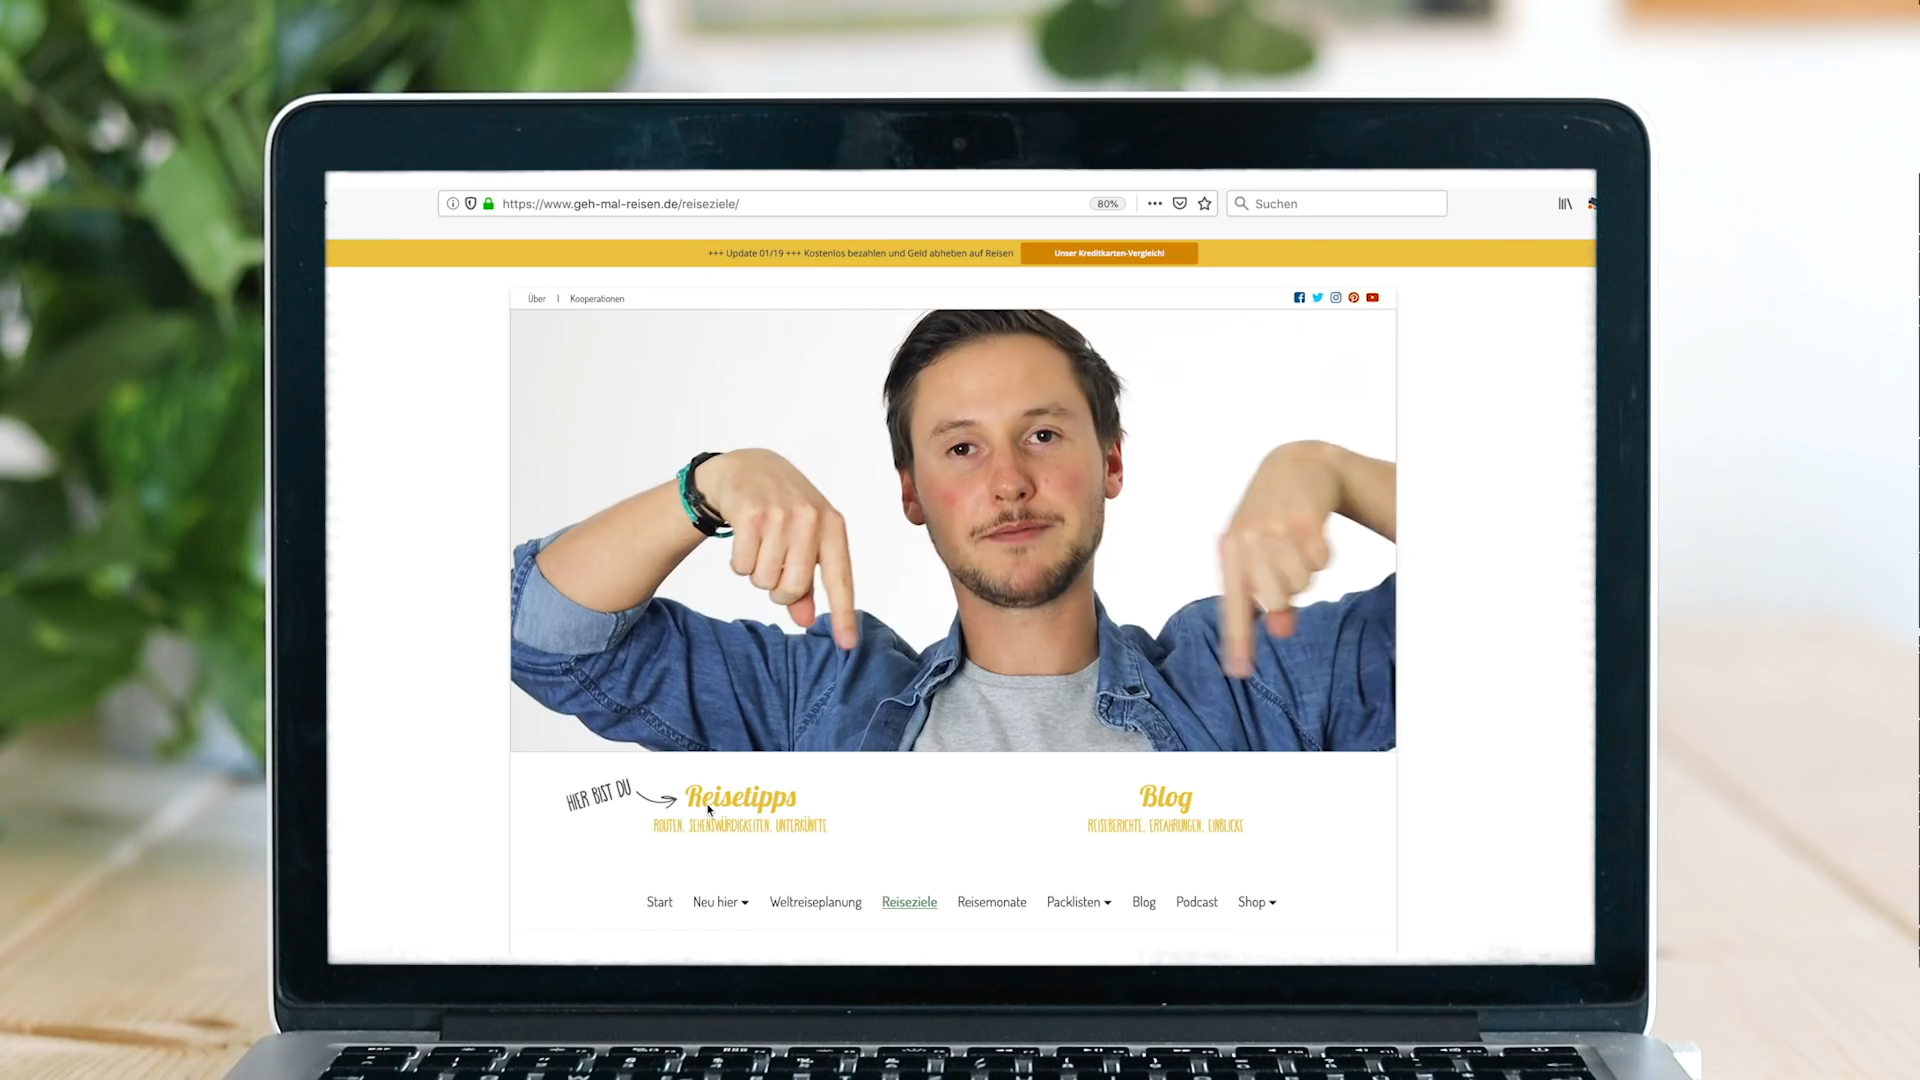 https://www.geh-mal-reisen.de/reiseziele/
80%
Suchen
+++ Update 01/19 +++ Kostenlos bezahlen und Geld abheben auf Reisen
Unser Kreditkarten-Vergleich!
Über | Kooperationen
HIER BIST DU
Reisetipps
ROUTEN, SEHENSWÜRDIGKEITEN, UNTERKÜNFTE
Blog
REISEBERICHTE, ERFAHRUNGEN, EINBLICKE
Start Neu hier Weltreiseplanung Reiseziele Reisemonate Packlisten Blog Podcast Shop